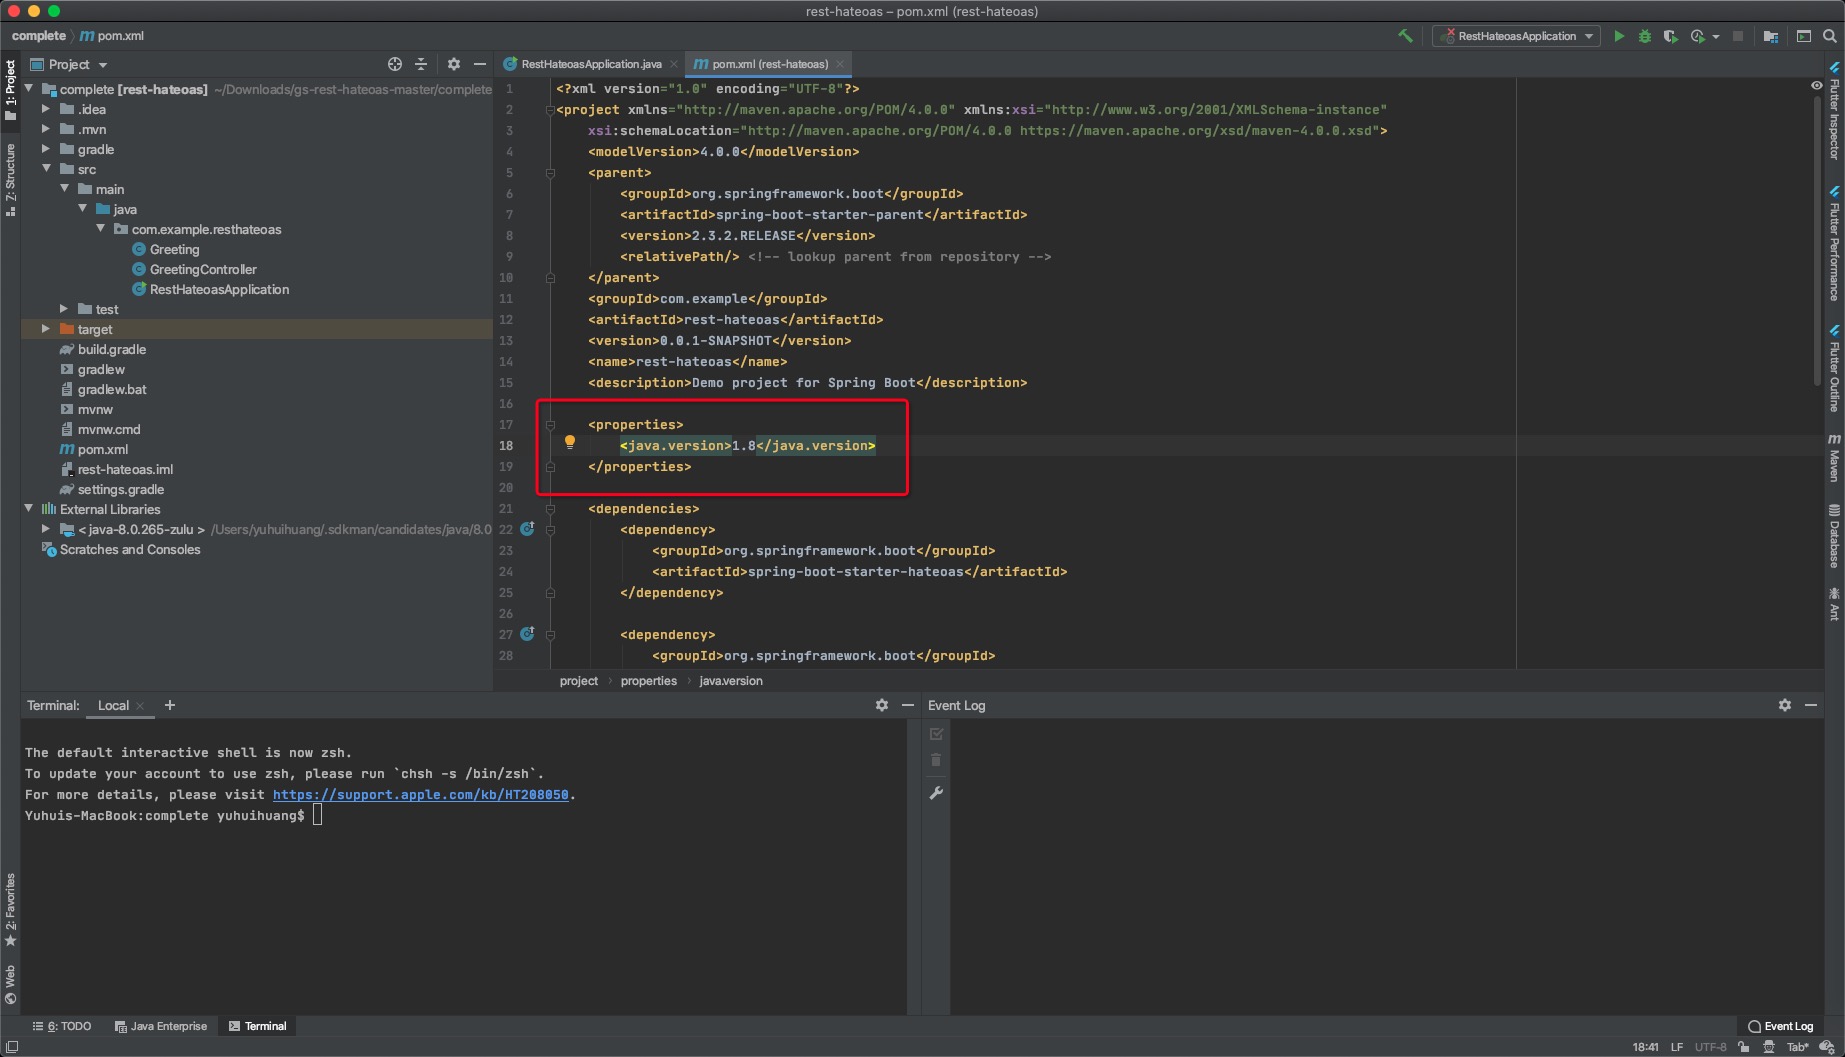 rest-hateoas – pom.xml (rest-hateoas)
complete
pom.xml
RestHateoasApplication
1: Project
Z: Structure
2: Favorites
Web
Project
complete [rest-hateoas] ~/Downloads/gs-rest-hateoas-master/complete
.idea
.mvn
gradle
src
main
java
com.example.resthateoas
Greeting
GreetingController
RestHateoasApplication
test
target
build.gradle
gradlew
gradlew.bat
mvnw
mvnw.cmd
pom.xml
rest-hateoas.iml
settings.gradle
External Libraries
< java-8.0.265-zulu > /Users/yuhuihuang/.sdkman/candidates/java/8.0
Scratches and Consoles
RestHateoasApplication.java
pom.xml (rest-hateoas)
1 <?xml version="1.0" encoding="UTF-8"?>
2 <project xmlns="http://maven.apache.org/POM/4.0.0" xmlns:xsi="http://www.w3.org/2001/XMLSchema-instance"
3 xsi:schemaLocation="http://maven.apache.org/POM/4.0.0 https://maven.apache.org/xsd/maven-4.0.0.xsd">
4 <modelVersion>4.0.0</modelVersion>
5 <parent>
6 <groupId>org.springframework.boot</groupId>
7 <artifactId>spring-boot-starter-parent</artifactId>
8 <version>2.3.2.RELEASE</version>
9 <relativePath/> <!-- lookup parent from repository -->
10 </parent>
11 <groupId>com.example</groupId>
12 <artifactId>rest-hateoas</artifactId>
13 <version>0.0.1-SNAPSHOT</version>
14 <name>rest-hateoas</name>
15 <description>Demo project for Spring Boot</description>
16
17 <properties>
18 <java.version>1.8</java.version>
19 </properties>
20
21 <dependencies>
22 <dependency>
23 <groupId>org.springframework.boot</groupId>
24 <artifactId>spring-boot-starter-hateoas</artifactId>
25 </dependency>
26
27 <dependency>
28 <groupId>org.springframework.boot</groupId>
project
properties
java.version
Flutter Inspector
Flutter Performance
Flutter Outline
Maven
Database
Ant
Terminal:
Local
Event Log
The default interactive shell is now zsh.
To update your account to use zsh, please run `chsh -s /bin/zsh`.
For more details, please visit https://support.apple.com/kb/HT208050.
Yuhuis-MacBook:complete yuhuihuang$
6: TODO
Java Enterprise
Terminal
Event Log
18:41
LF
UTF-8
Tab*